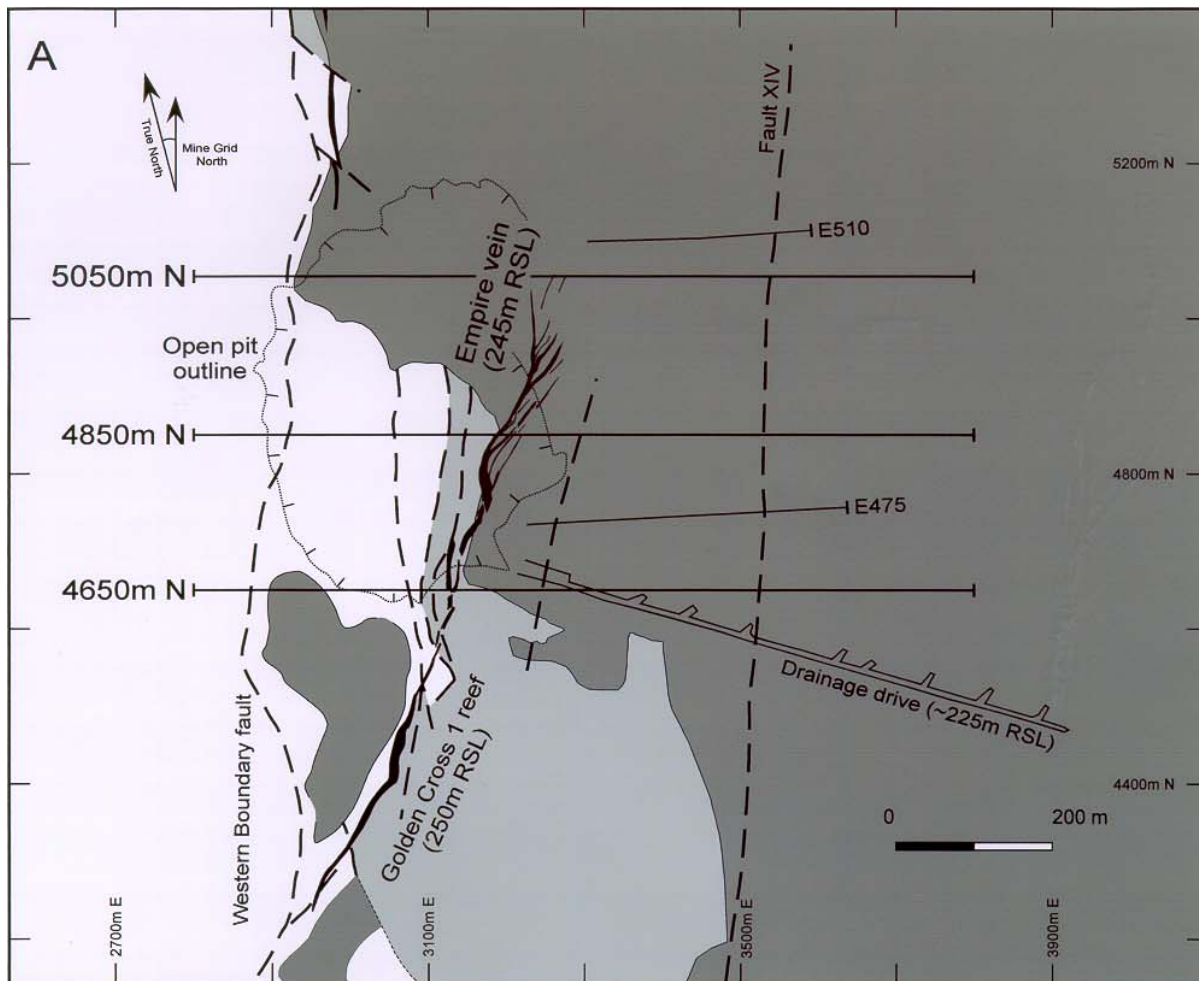 A
True North
Mine Grid
North
Fault XIV
5200m N
E510
Empire vein
(245m RSL)
5050m N
Open pit
outline
4850m N
4800m N
E475
4650m N
Drainage drive (~225m RSL)
Golden Cross 1 reef
(250m RSL)
Western Boundary fault
4400m N
0 200 m
2700m E
3100m E
3500m E
3900m E